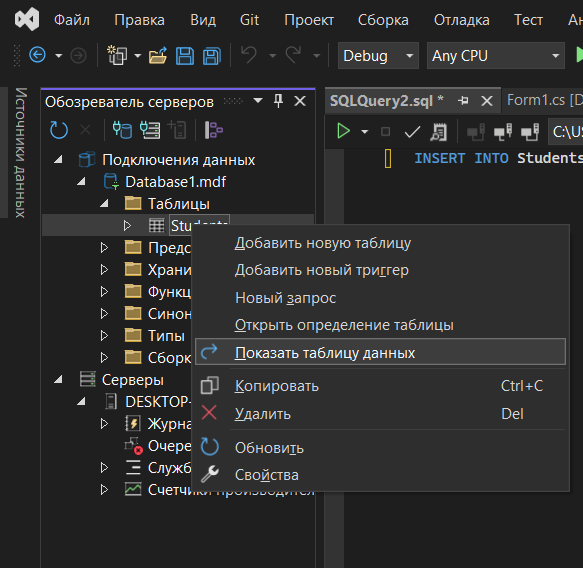 Файл Правка Вид Git Проект Сборка Отладка Тест
Debug Any CPU
Источники данных
Обозреватель серверов
SQLQuery2.sql * Form1.cs [
C:\US
INSERT INTO Students
Подключения данных
Database1.mdf
Таблицы
Students
Предс
Храни
Функц
Синон
Типы
Сборк
Серверы
DESKTOP-
Журна
Очере
Служб
Счетчики производител
Добавить новую таблицу
Добавить новый триггер
Новый запрос
Открыть определение таблицы
Показать таблицу данных
Копировать Ctrl+C
Удалить Del
Обновить
Свойства